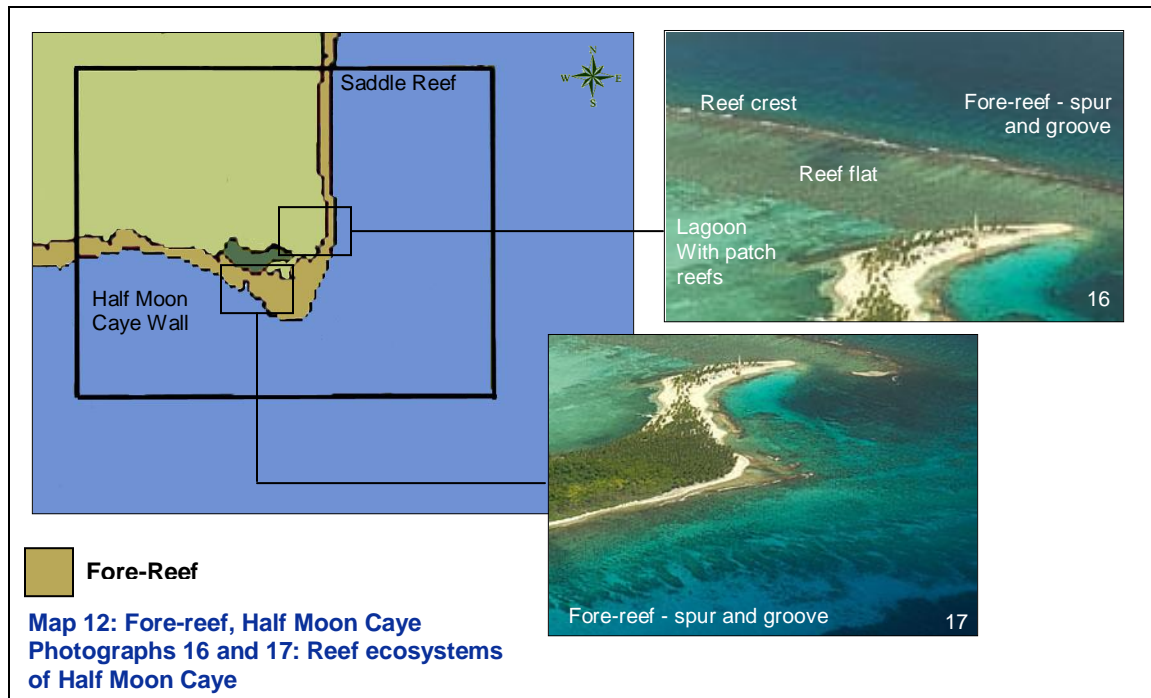 Saddle Reef
N
W
E
S
Half Moon
Caye Wall
Reef crest
Fore-reef - spur
and groove
Reef flat
Lagoon
With patch
reefs
16
Fore-reef - spur and groove
17
Fore-Reef
Map 12: Fore-reef, Half Moon Caye
Photographs 16 and 17: Reef ecosystems
of Half Moon Caye